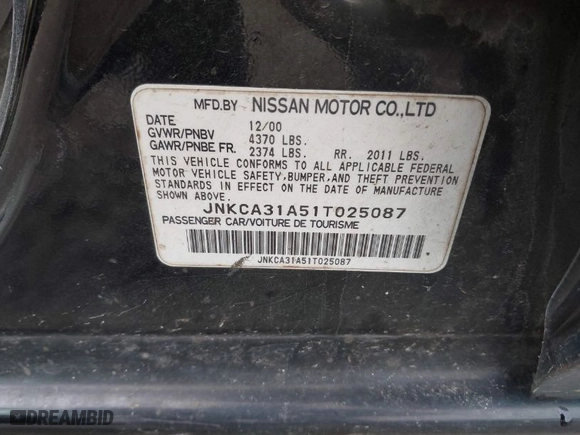 MFD.BY NISSAN MOTOR CO.,LTD
DATE 12/00
GVWR/PNBV 4370 LBS.
GAWR/PNBE FR. 2374 LBS. RR. 2011 LBS.
THIS VEHICLE CONFORMS TO ALL APPLICABLE FEDERAL
MOTOR VEHICLE SAFETY,BUMPER,AND THEFT PREVENTION
STANDARDS IN EFFECT ON THE DATE OF MANUFACTURE
SHOWN ABOVE.
JNKCA31A51T025087
PASSENGER CAR/VOITURE DE TOURISME
JNKCA31A51T025087
DREAMBID